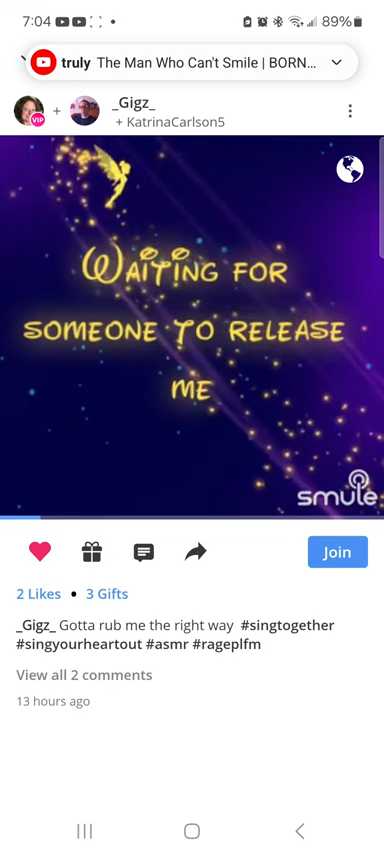 7:04 89%
truly The Man Who Can't Smile | BORN...
VIP + _Gigz_
+ KatrinaCarlson5
WAITING FOR
SOMEONE TO RELEASE
ME
smule
Join
2 Likes • 3 Gifts
_Gigz_ Gotta rub me the right way #singtogether
#singyourheartout #asmr #rageplfm
View all 2 comments
13 hours ago